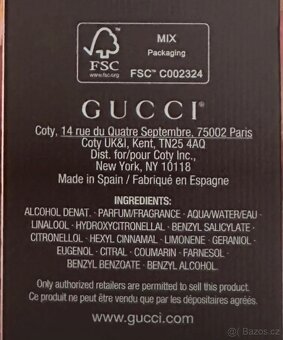 FSC
www.fsc.org
MIX
Packaging
FSC™ C002324
GUCCI®
Coty, 14 rue du Quatre Septembre, 75002 Paris
Coty UK&I, Kent, TN25 4AQ
Dist. for/pour Coty Inc.,
New York, NY 10118
Made in Spain / Fabriqué en Espagne
INGREDIENTS:
ALCOHOL DENAT. • PARFUM/FRAGRANCE • AQUA/WATER/EAU •
LINALOOL • HYDROXYCITRONELLAL • BENZYL SALICYLATE •
CITRONELLOL • HEXYL CINNAMAL • LIMONENE • GERANIOL •
EUGENOL • CITRAL • COUMARIN • FARNESOL •
BENZYL BENZOATE • BENZYL ALCOHOL.
Only authorized retailers are permitted to sell this product.
Ce produit ne peut être vendu que par les dépositaires agréés.
www.gucci.com
sbazar.cz